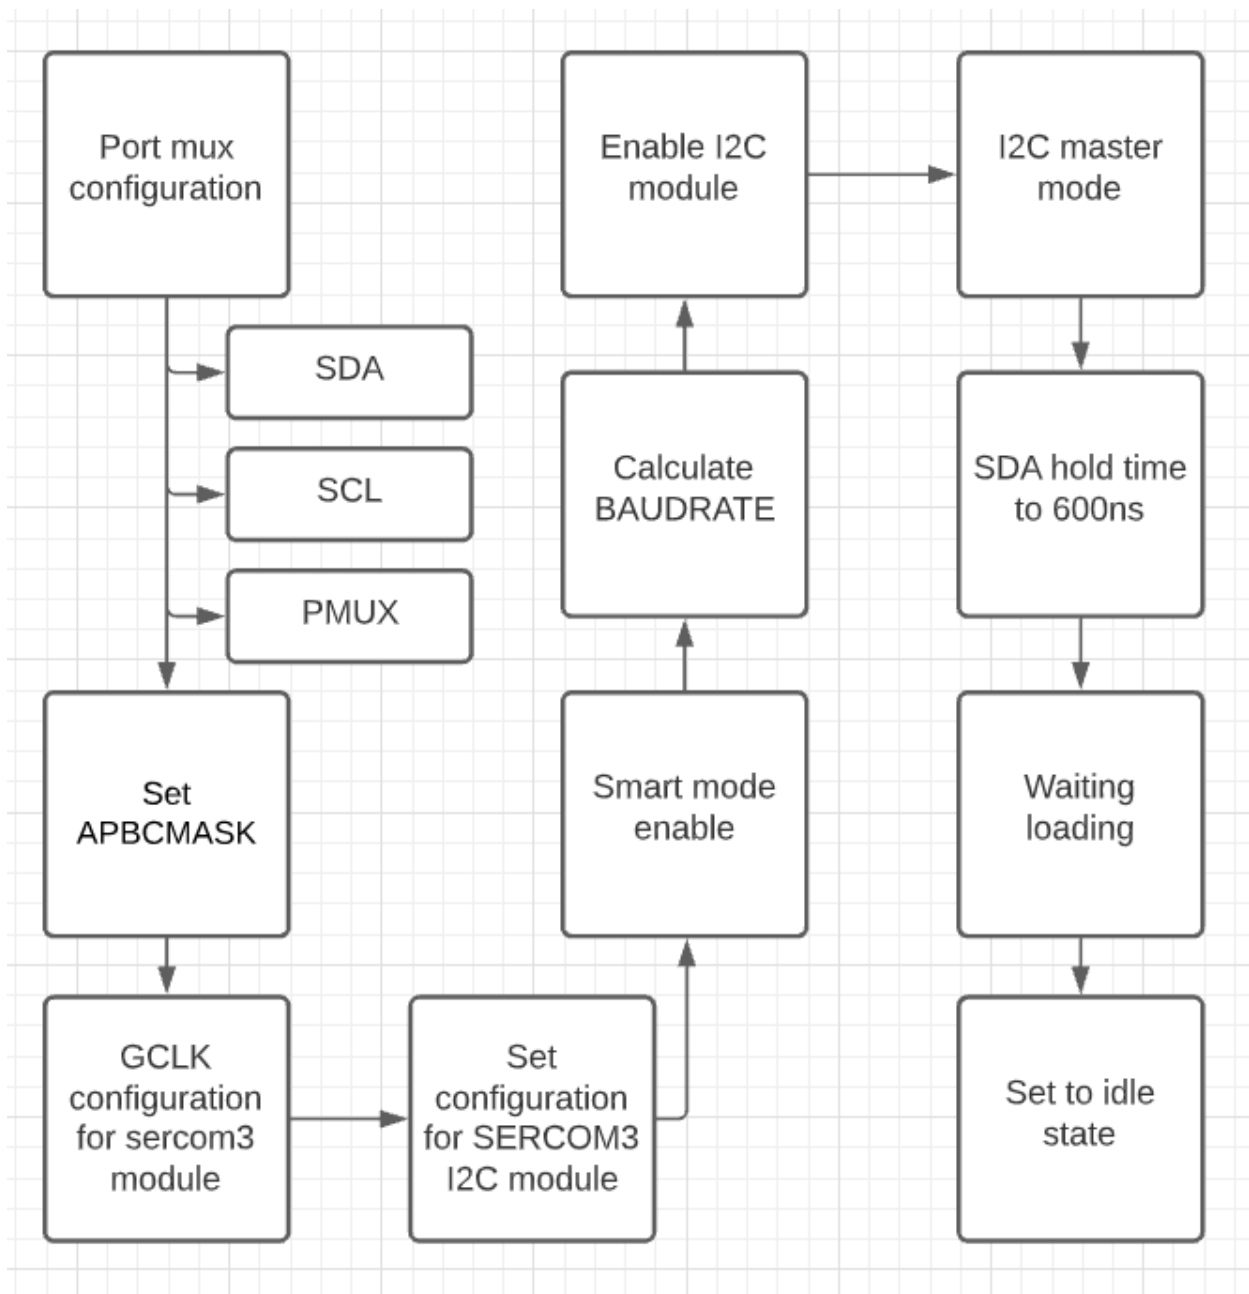 Port mux
configuration
SDA
SCL
PMUX
Set
APBCMASK
GCLK
configuration
for sercom3
module
Set
configuration
for SERCOM3
I2C module
Smart mode
enable
Calculate
BAUDRATE
Enable I2C
module
I2C master
mode
SDA hold time
to 600ns
Waiting
loading
Set to idle
state